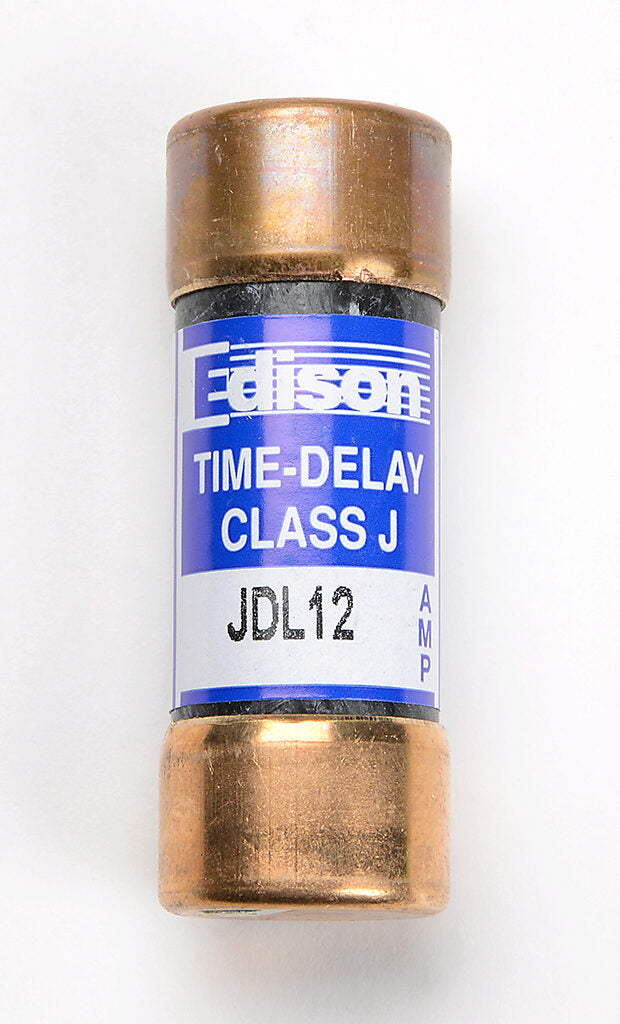 Edison
TIME-DELAY
CLASS J
JDL12
AMP